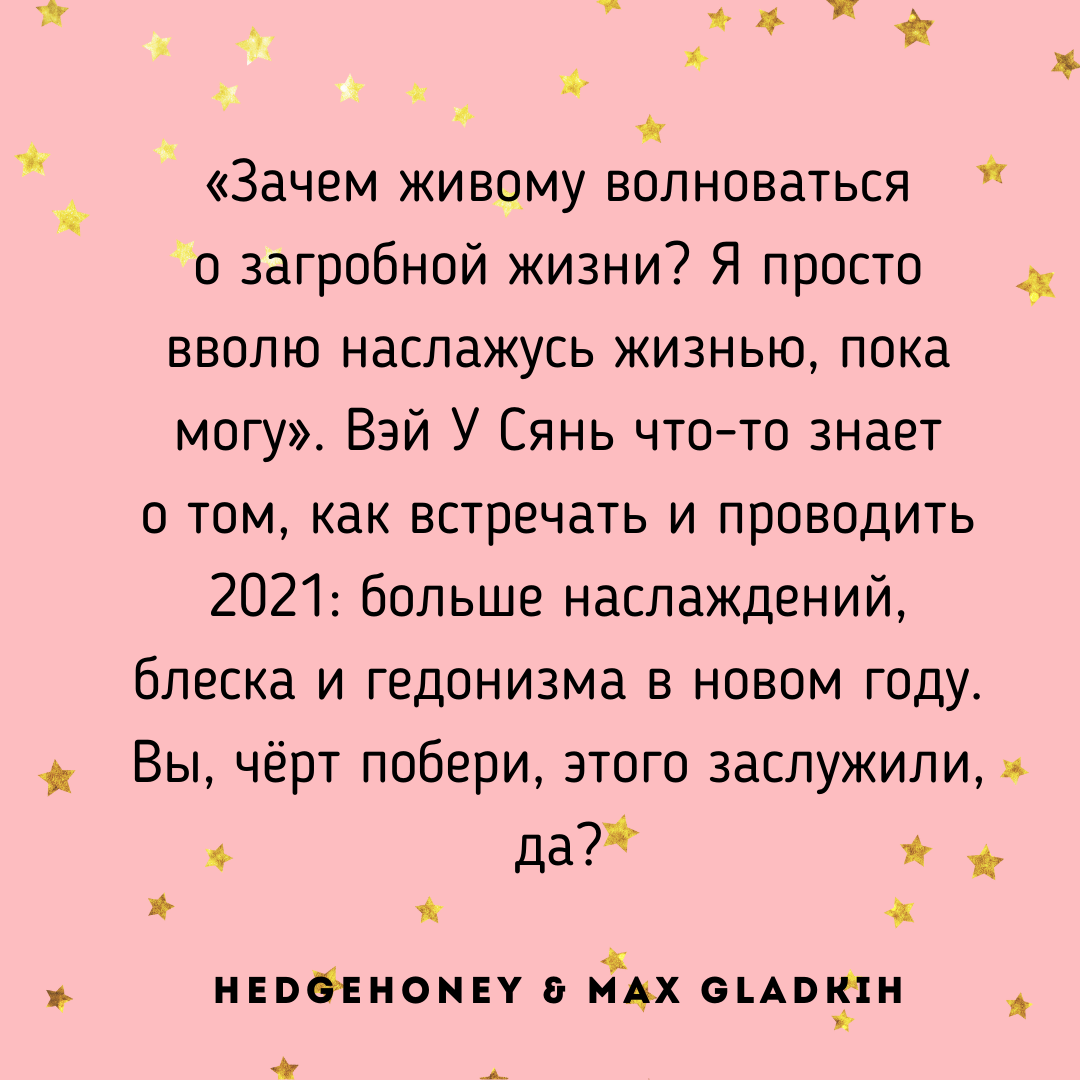 «Зачем живому волноваться
о загробной жизни? Я просто
вволю наслажусь жизнью, пока
могу». Вэй У Сянь что-то знает
о том, как встречать и проводить
2021: больше наслаждений,
блеска и гедонизма в новом году.
Вы, чёрт побери, этого заслужили,
да?
HEDGEHONEY & MAX GLADKIH